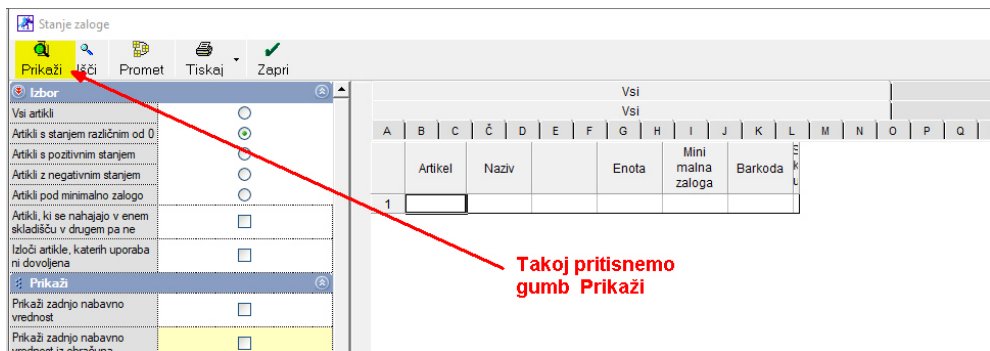 Stanje zaloge
Prikaži Išči Promet Tiskaj Zapri
Izbor
Vsi artikli
Artikli s stanjem različnim od 0
Artikli s pozitivnim stanjem
Artikli z negativnim stanjem
Artikli pod minimalno zalogo
Artikli, ki se nahajajo v enem
skladišču v drugem pa ne
Izloči artikle, katerih uporaba
ni dovoljena
Prikaži
Prikaži zadnjo nabavno
vrednost
Prikaži zadnjo nabavno
vrednost iz obračuna
Vsi
Vsi
A B C Č D E F G H I J K L M N O P Q
Artikel Naziv Enota Mini
malna
zaloga Barkoda
1
Takoj pritisnemo
gumb Prikaži